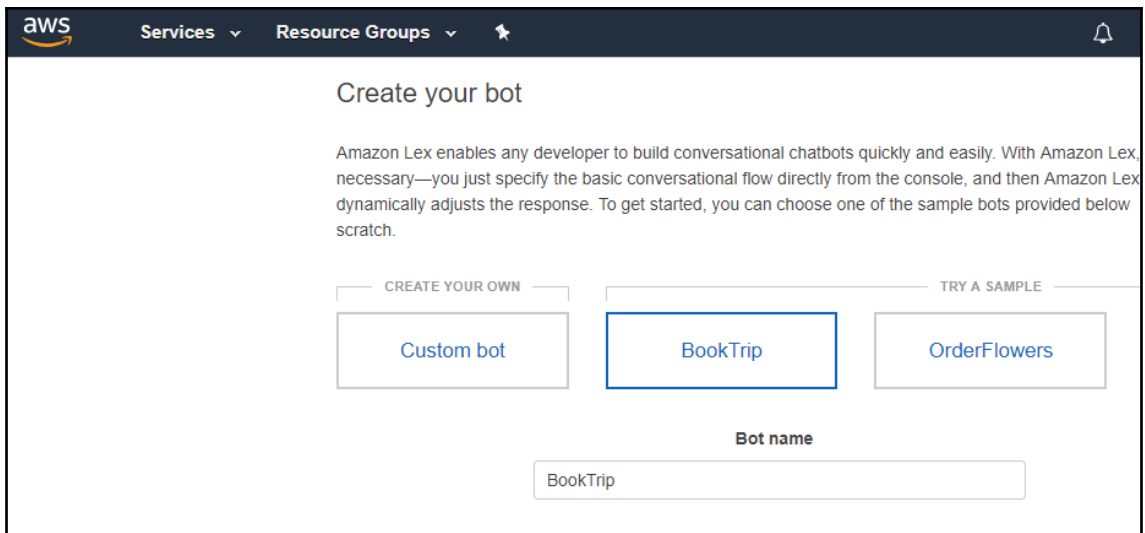 aws Services Resource Groups
Create your bot
Amazon Lex enables any developer to build conversational chatbots quickly and easily. With Amazon Lex,
necessary—you just specify the basic conversational flow directly from the console, and then Amazon Lex
dynamically adjusts the response. To get started, you can choose one of the sample bots provided below
scratch.
CREATE YOUR OWN TRY A SAMPLE
Custom bot BookTrip OrderFlowers
Bot name
BookTrip